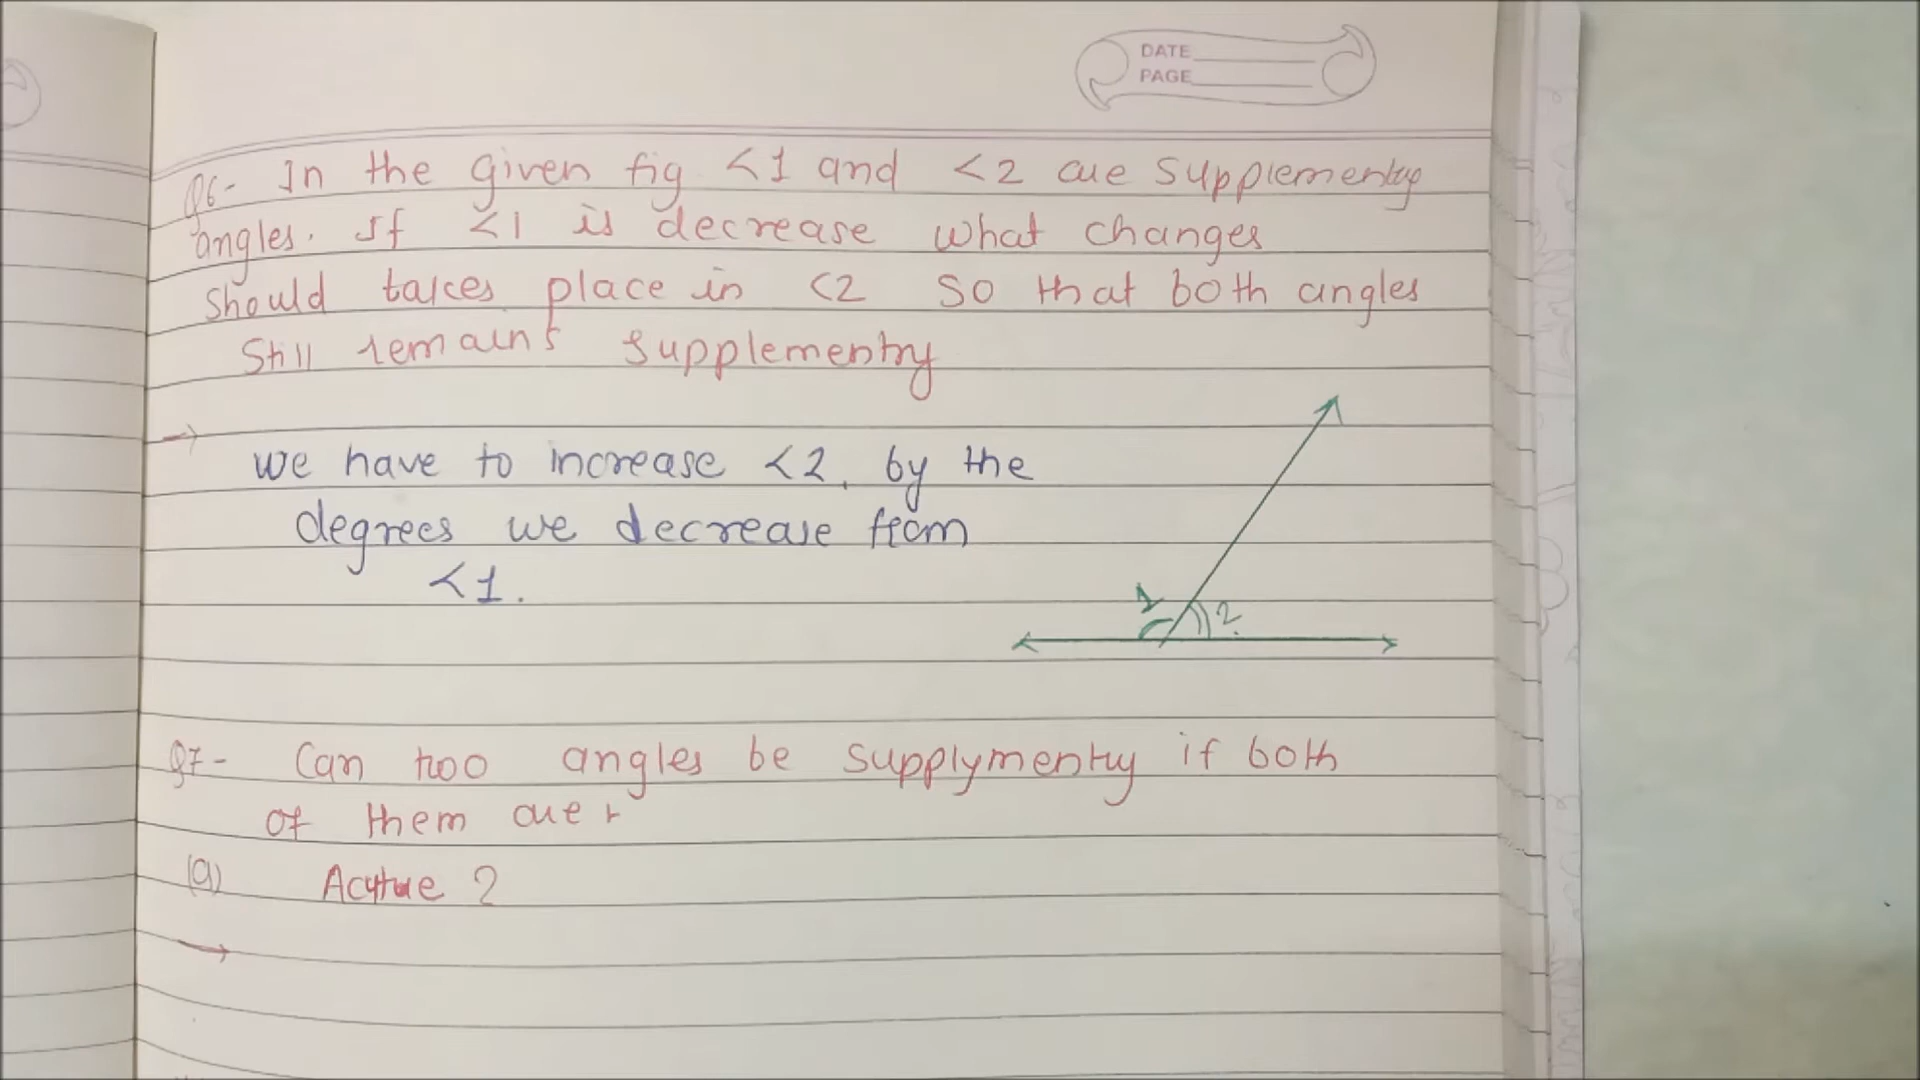 DATE
PAGE
Q6- In the given fig <1 and <2 are Supplementry
angles. If <1 is decrease what changes
Should takes place in <2 so that both angles
Still remains supplementry
we have to increase <2, by the
degrees we decrease from
<1.
1
2
Q7- Can two angles be supplymentry if both
of them are
(a) Acute ?